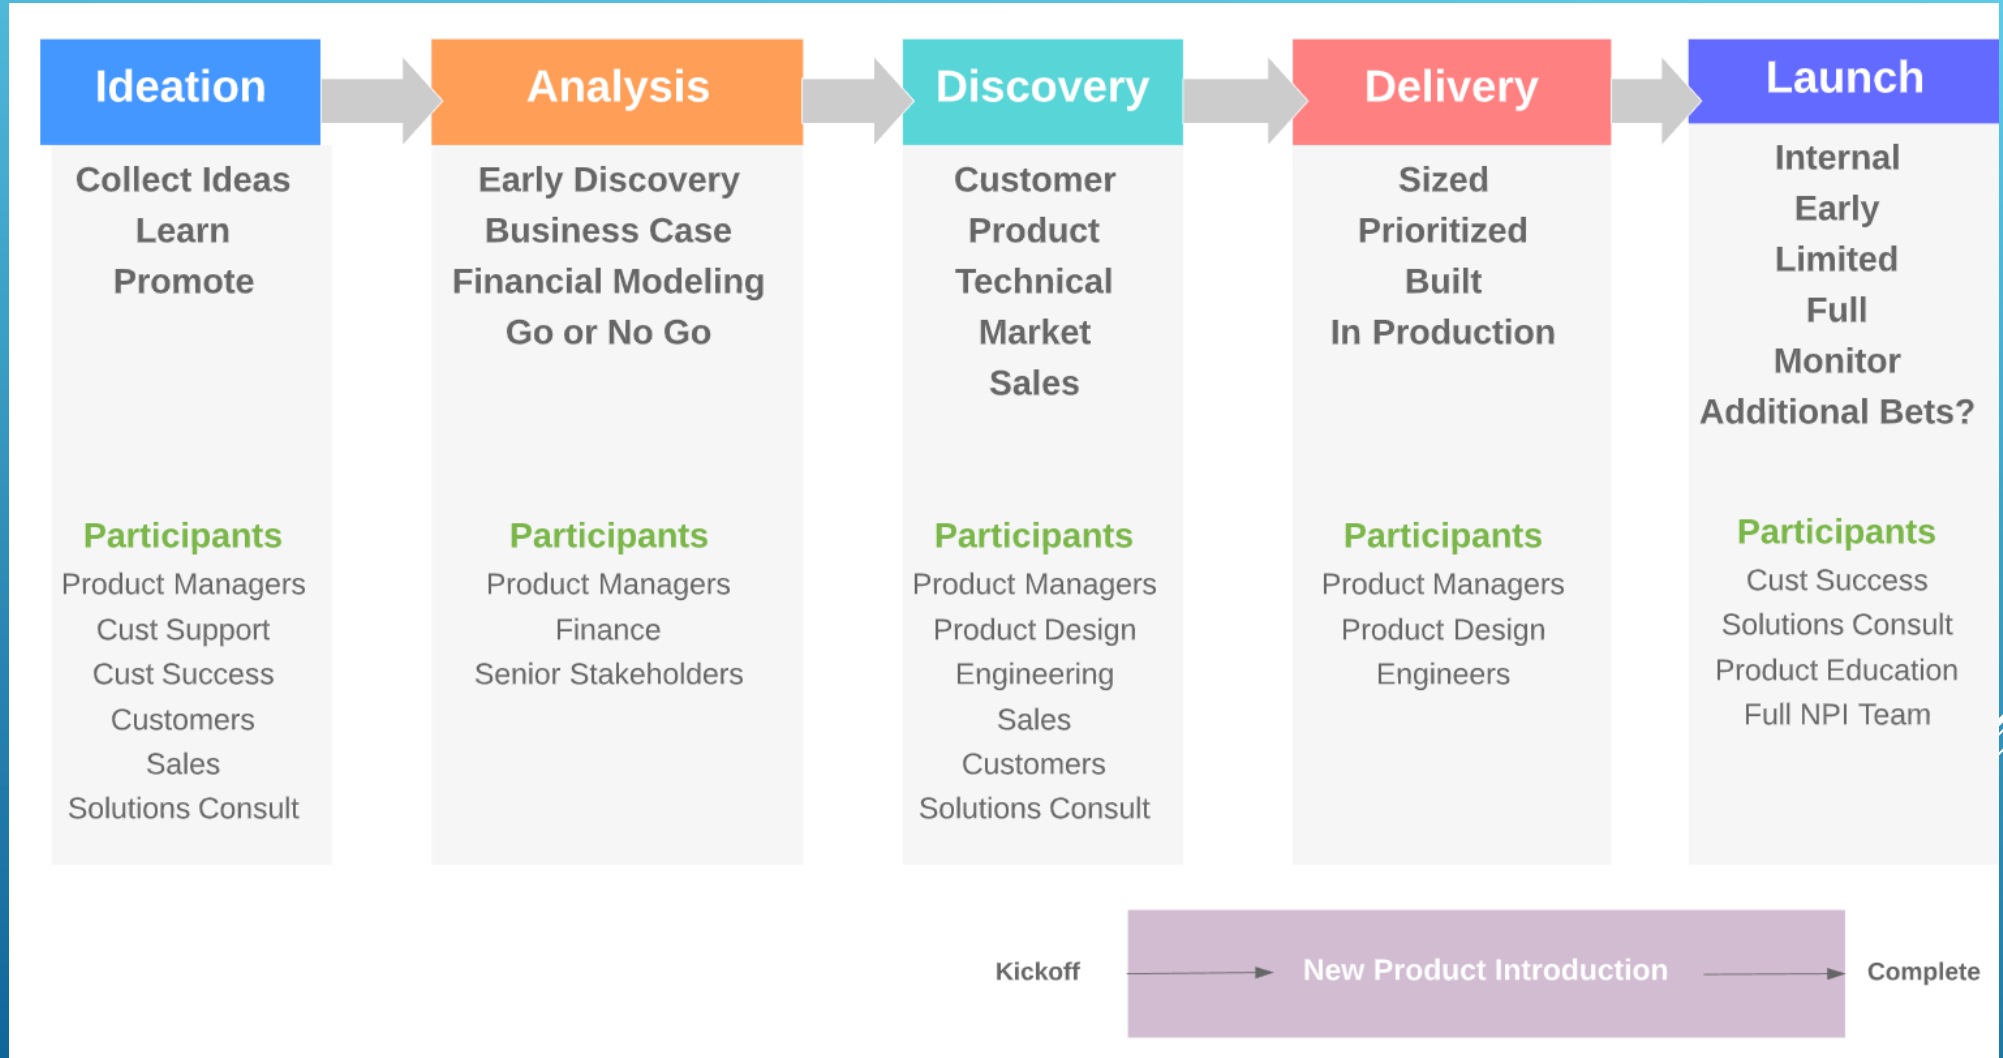 Ideation
Collect Ideas
Learn
Promote
Participants
Product Managers
Cust Support
Cust Success
Customers
Sales
Solutions Consult
Analysis
Early Discovery
Business Case
Financial Modeling
Go or No Go
Participants
Product Managers
Finance
Senior Stakeholders
Discovery
Customer
Product
Technical
Market
Sales
Participants
Product Managers
Product Design
Engineering
Sales
Customers
Solutions Consult
Delivery
Sized
Prioritized
Built
In Production
Participants
Product Managers
Product Design
Engineers
Launch
Internal
Early
Limited
Full
Monitor
Additional Bets?
Participants
Cust Success
Solutions Consult
Product Education
Full NPI Team
Kickoff
New Product Introduction
Complete